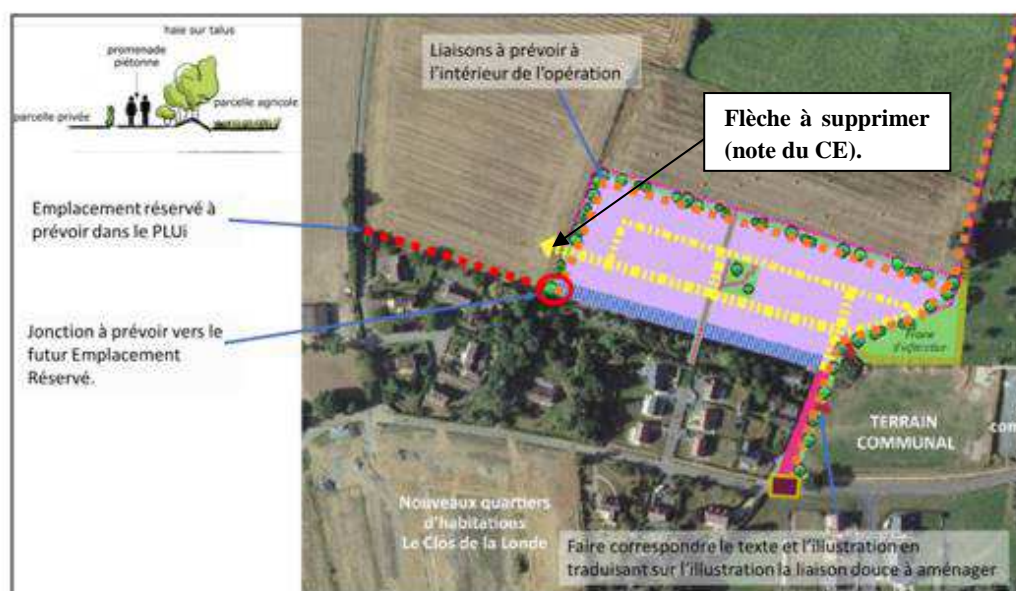 haie sur talus
promenade
piétonne
parcelle agricole
parcelle privée
Liaisons à prévoir à
l'intérieur de l'opération
Flèche à supprimer
(note du CE).
Emplacement réservé à
prévoir dans le PLUi
Jonction à prévoir vers le
futur Emplacement
Réservé.
TERRAIN
COMMUNAL
com
Nouveaux quartiers
d'habitations
Le Clos de la Londe
Faire correspondre le texte et l'illustration en
traduisant sur l'illustration la liaison douce à aménager